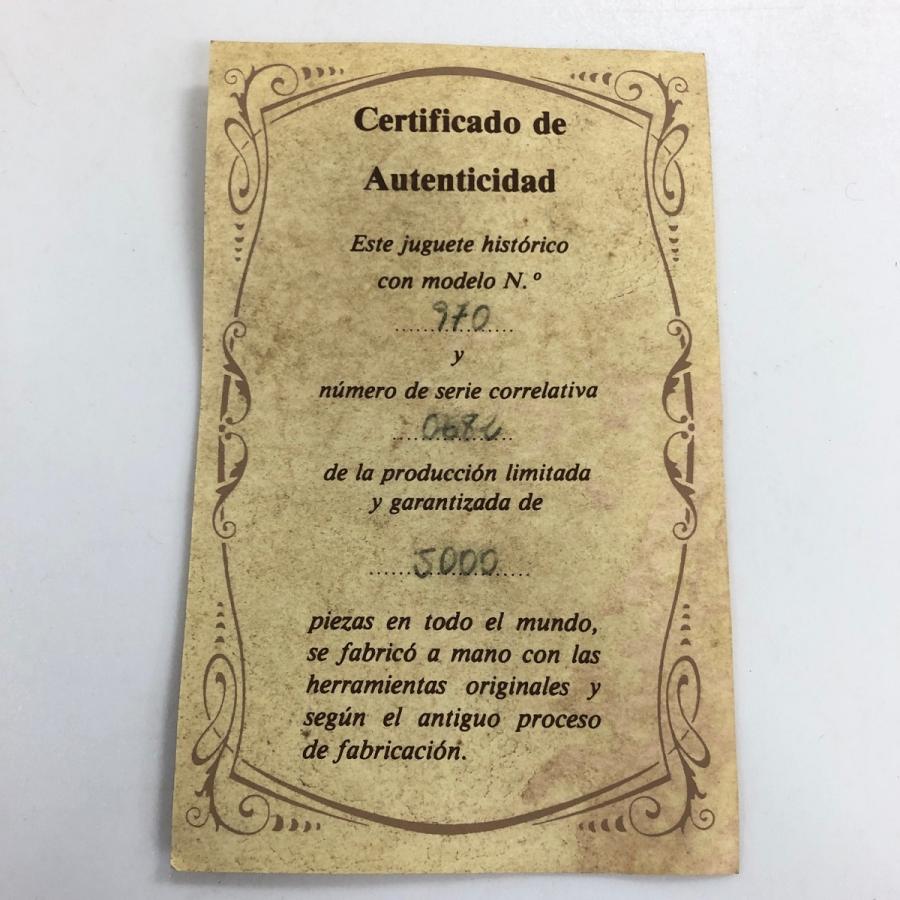 Certificado de
Autenticidad
Este juguete histórico
con modelo N.º
970
y
número de serie correlativa
de la producción limitada
y garantizada de
5000
piezas en todo el mundo,
se fabricó a mano con las
herramientas originales y
según el antiguo proceso
de fabricación.